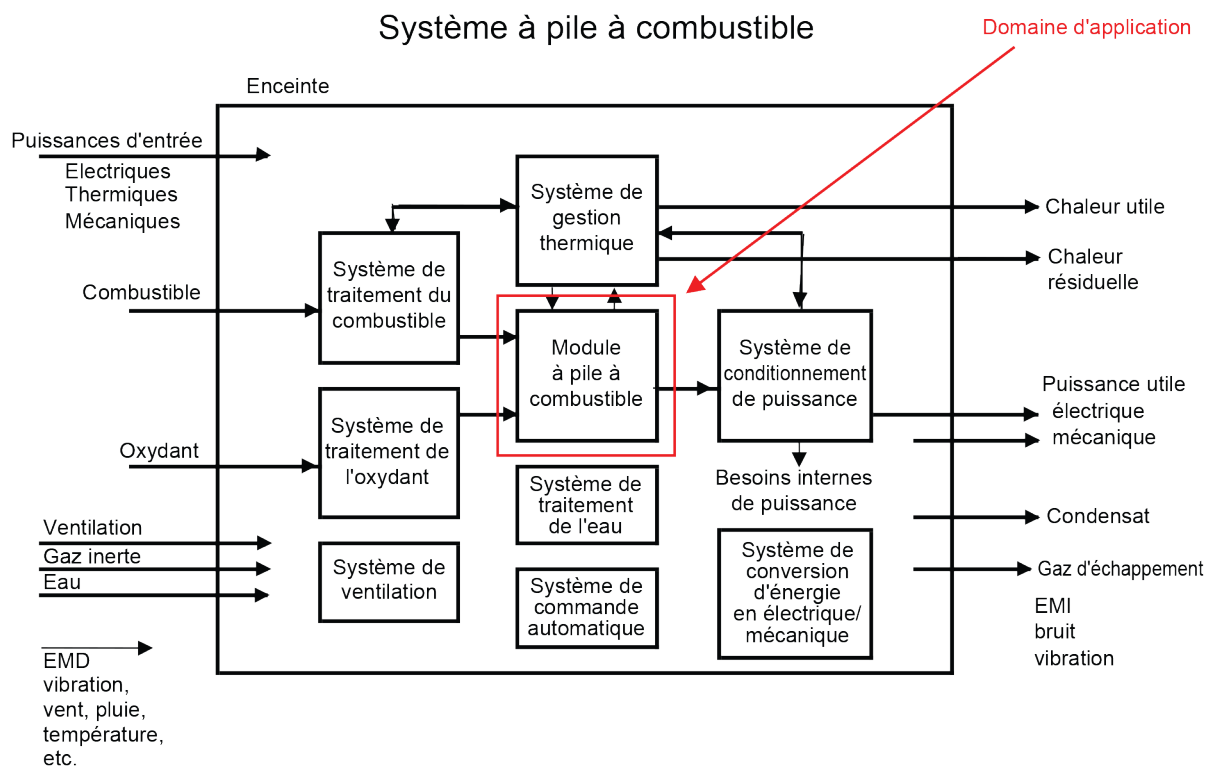 Système à pile à combustible
Domaine d'application
Enceinte
Puissances d'entrée
Electriques
Thermiques
Mécaniques
Système de
gestion
thermique
Chaleur utile
Chaleur
résiduelle
Combustible
Système de
traitement du
combustible
Module
à pile à
combustible
Système de
conditionnement
de puissance
Puissance utile
électrique
mécanique
Oxydant
Système de
traitement de
l'oxydant
Système de
traitement
de l'eau
Besoins internes
de puissance
Ventilation
Gaz inerte
Eau
Système de
ventilation
Système de
commande
automatique
Système de
conversion
d'énergie
en électrique/
mécanique
Condensat
Gaz d'échappement
EMI
bruit
vibration
EMD
vibration,
vent, pluie,
température,
etc.